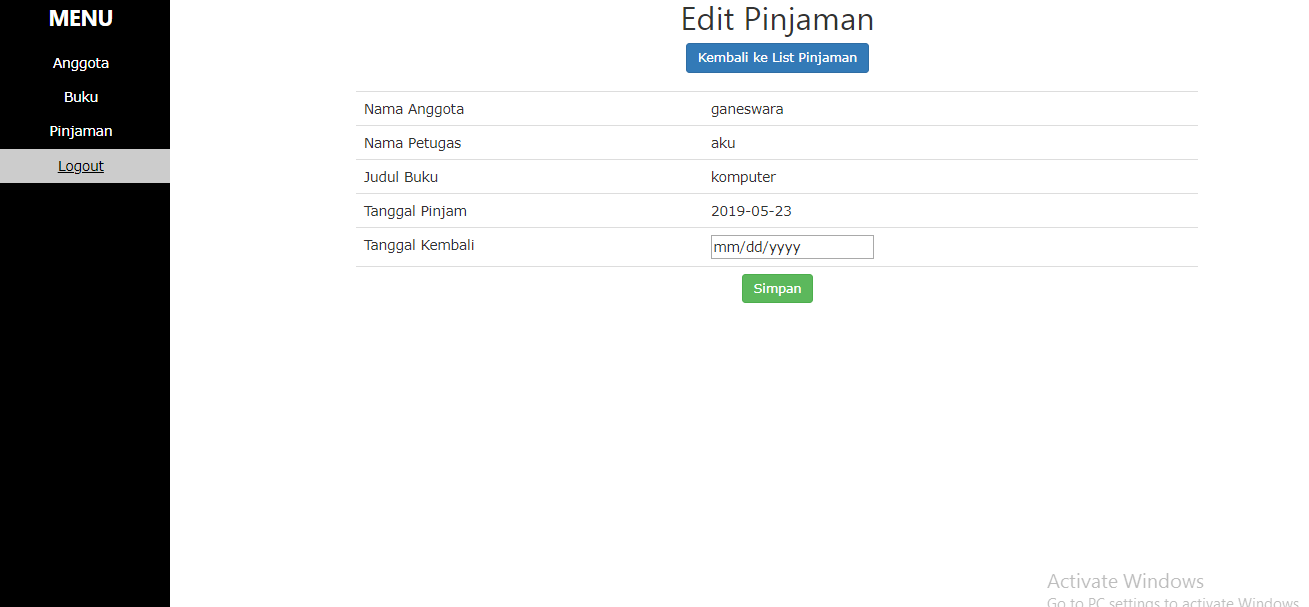 MENU
Anggota
Buku
Pinjaman
Logout
Edit Pinjaman
Kembali ke List Pinjaman
Nama Anggota ganeswara
Nama Petugas aku
Judul Buku komputer
Tanggal Pinjam 2019-05-23
Tanggal Kembali mm/dd/yyyy
Simpan
Activate Windows
Go to PC settings to activate Windows